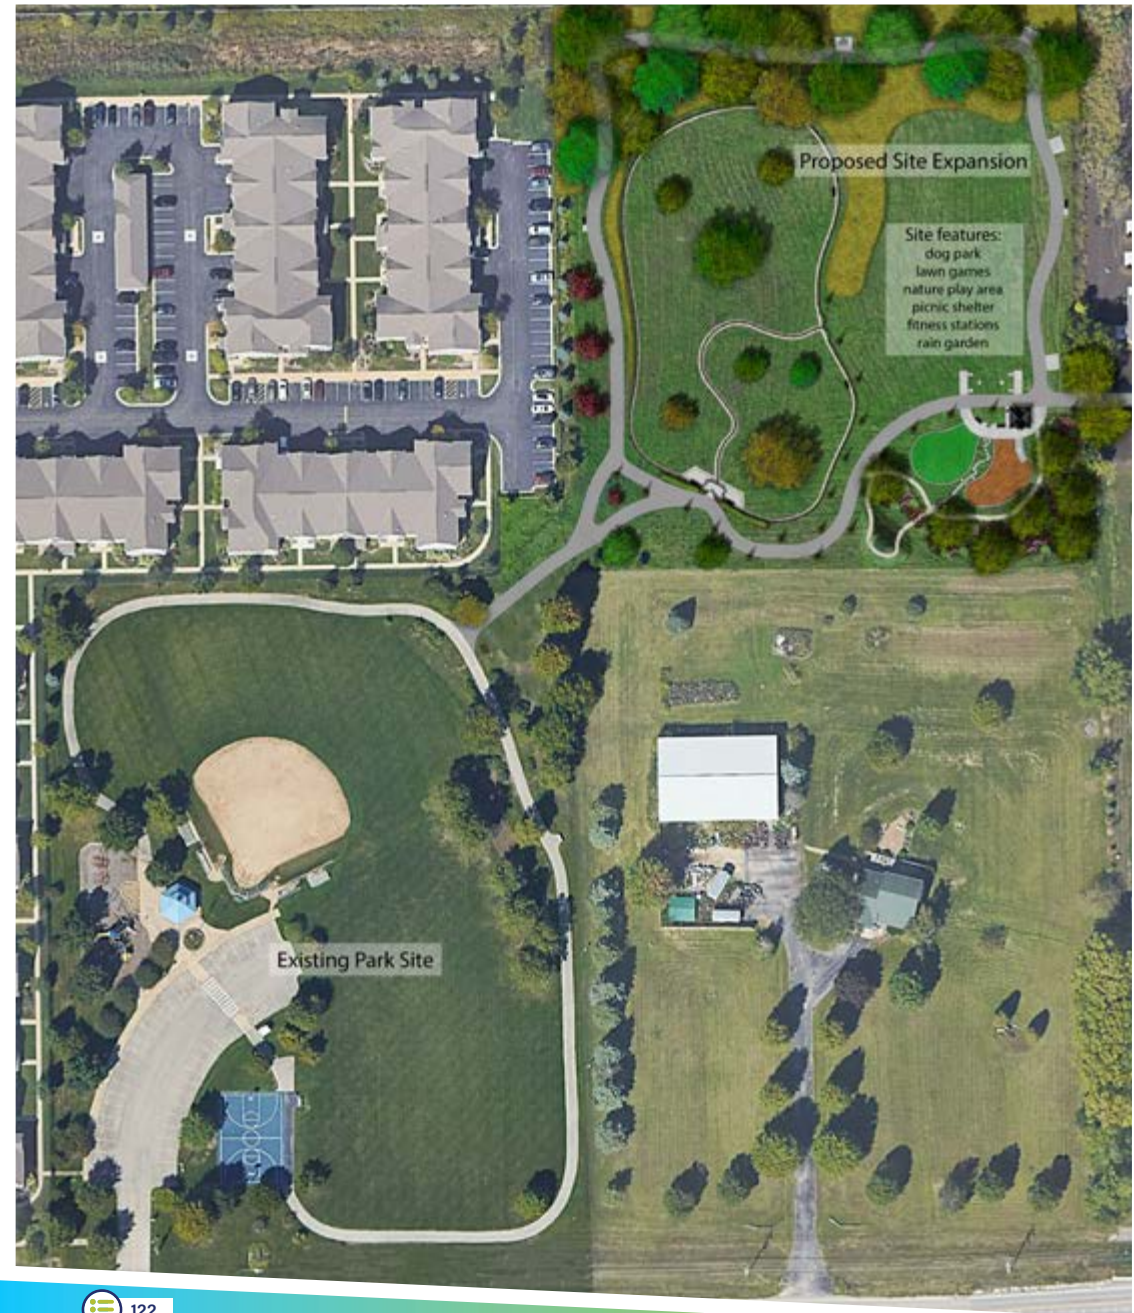 Proposed Site Expansion
Site features:
dog park
lawn games
nature play area
picnic shelter
fitness stations
rain garden
Existing Park Site
122